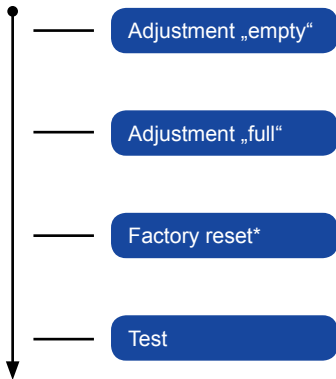 Adjustment „empty“
Adjustment „full“
Factory reset*
Test